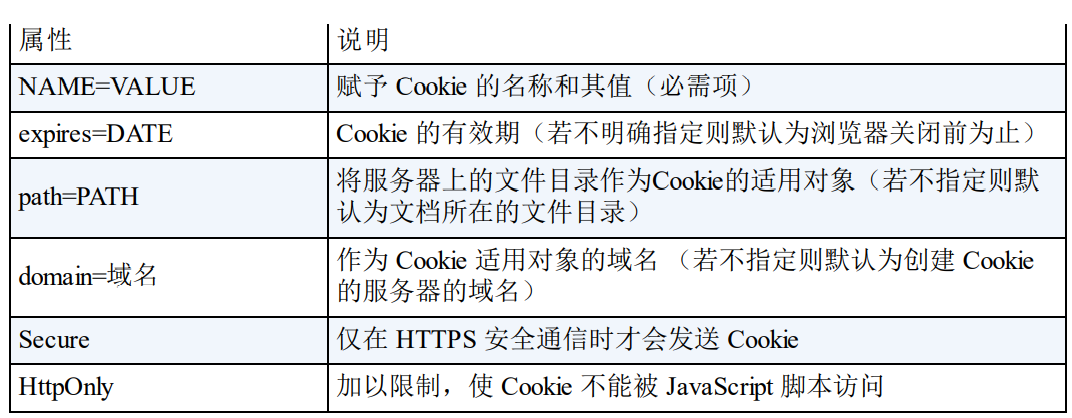 属性 说明
NAME=VALUE 赋予 Cookie 的名称和其值（必需项）
expires=DATE Cookie 的有效期（若不明确指定则默认为浏览器关闭前为止）
path=PATH 将服务器上的文件目录作为Cookie的适用对象（若不指定则默
认为文档所在的文件目录）
domain=域名 作为 Cookie 适用对象的域名 （若不指定则默认为创建 Cookie
的服务器的域名）
Secure 仅在 HTTPS 安全通信时才会发送 Cookie
HttpOnly 加以限制，使 Cookie 不能被 JavaScript 脚本访问